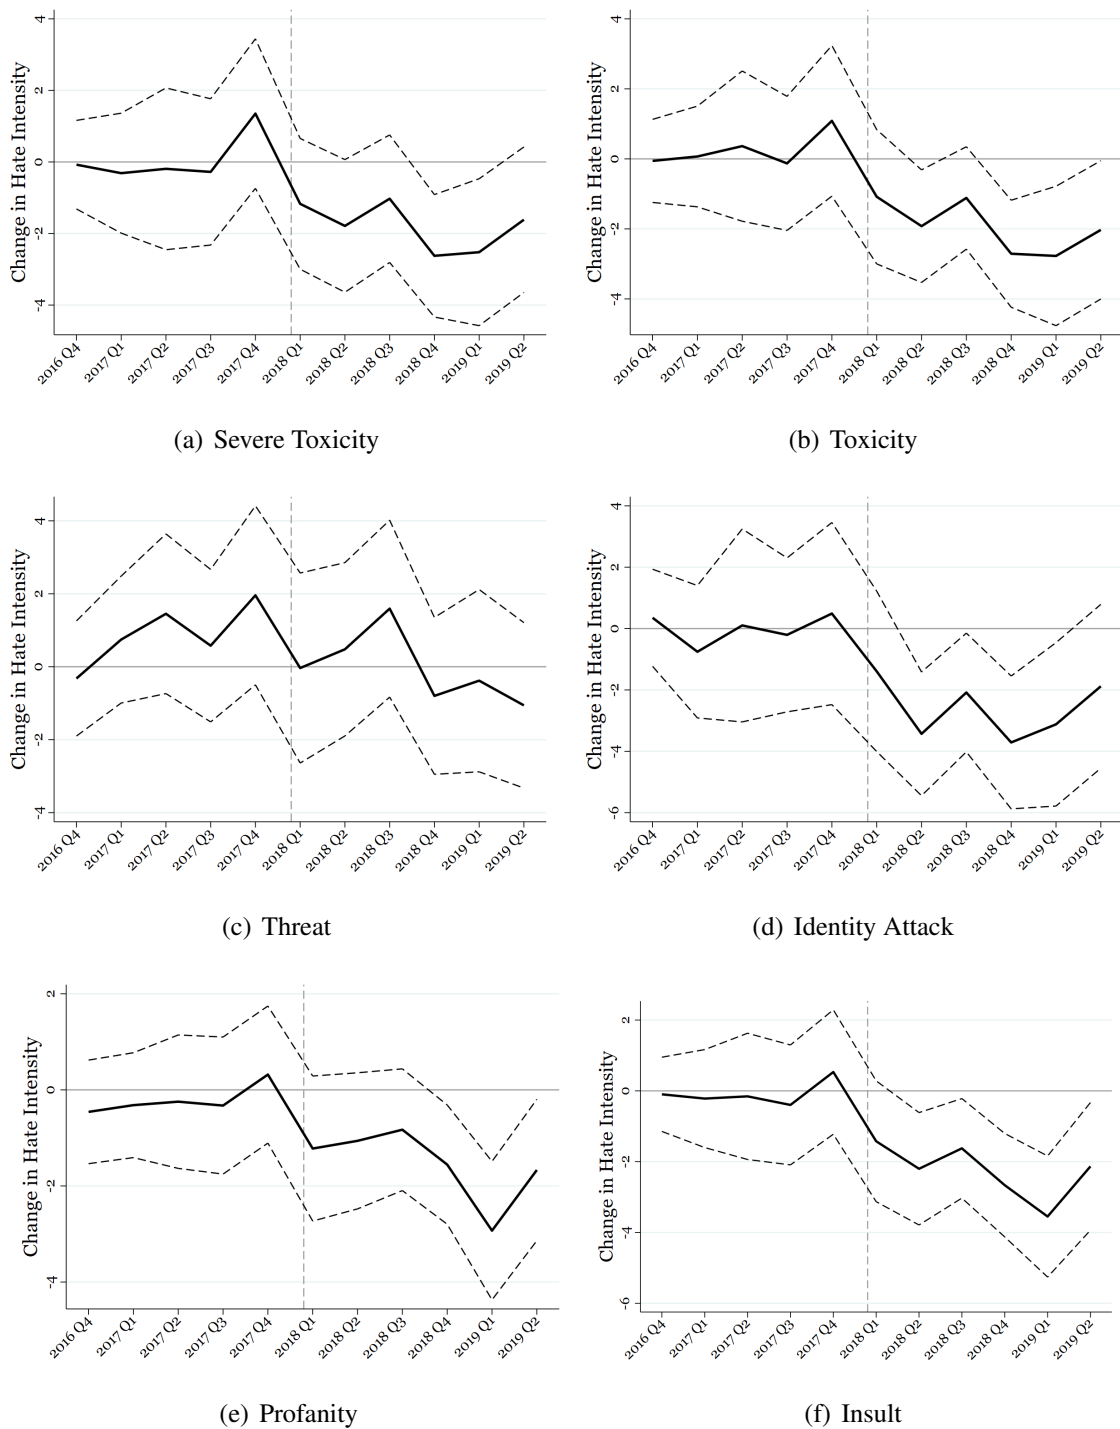 Change in Hate Intensity
4
2
0
-2
-4
2016 Q4 2017 Q1 2017 Q2 2017 Q3 2017 Q4 2018 Q1 2018 Q2 2018 Q3 2018 Q4 2019 Q1 2019 Q2
(a) Severe Toxicity
Change in Hate Intensity
4
2
0
-2
-4
2016 Q4 2017 Q1 2017 Q2 2017 Q3 2017 Q4 2018 Q1 2018 Q2 2018 Q3 2018 Q4 2019 Q1 2019 Q2
(b) Toxicity
Change in Hate Intensity
4
2
0
-2
-4
2016 Q4 2017 Q1 2017 Q2 2017 Q3 2017 Q4 2018 Q1 2018 Q2 2018 Q3 2018 Q4 2019 Q1 2019 Q2
(c) Threat
Change in Hate Intensity
4
2
0
-2
-4
-6
2016 Q4 2017 Q1 2017 Q2 2017 Q3 2017 Q4 2018 Q1 2018 Q2 2018 Q3 2018 Q4 2019 Q1 2019 Q2
(d) Identity Attack
Change in Hate Intensity
2
0
-2
-4
2016 Q4 2017 Q1 2017 Q2 2017 Q3 2017 Q4 2018 Q1 2018 Q2 2018 Q3 2018 Q4 2019 Q1 2019 Q2
(e) Profanity
Change in Hate Intensity
2
0
-2
-4
-6
2016 Q4 2017 Q1 2017 Q2 2017 Q3 2017 Q4 2018 Q1 2018 Q2 2018 Q3 2018 Q4 2019 Q1 2019 Q2
(f) Insult